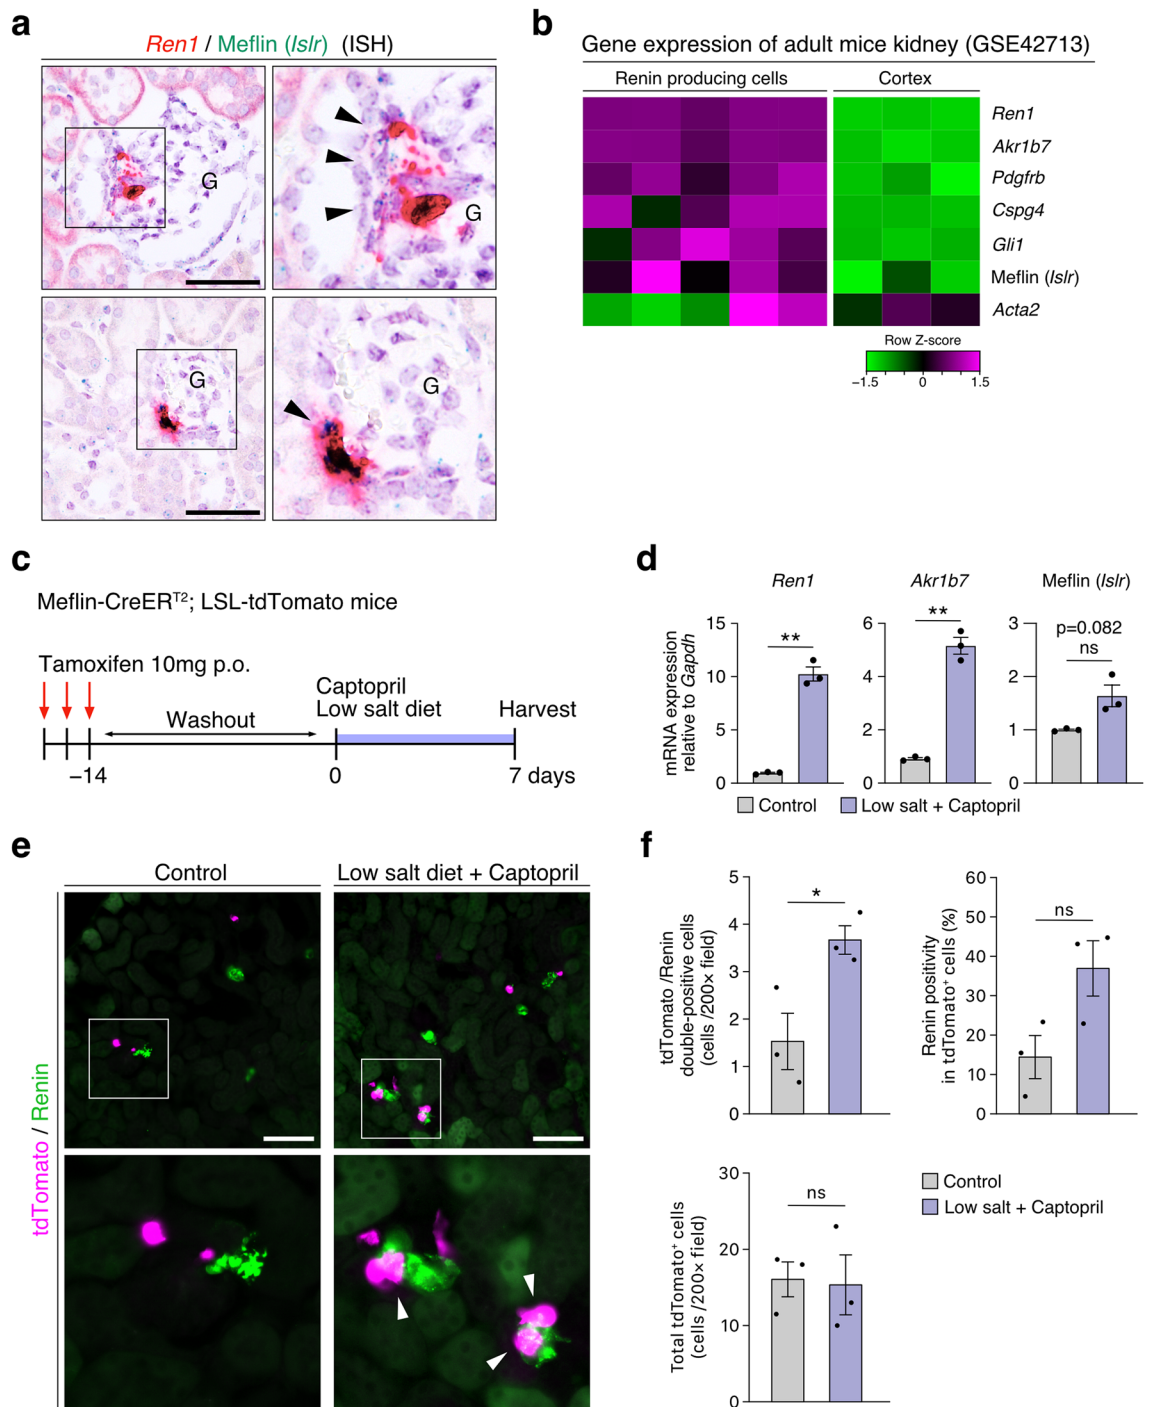 a
Ren1 / Meflin (Islr) (ISH)
G
G
G
G
b
Gene expression of adult mice kidney (GSE42713)
Renin producing cells
Cortex
Ren1
Akr1b7
Pdgfrb
Cspg4
Gli1
Meflin (Islr)
Acta2
Row Z-score
−1.5 0 1.5
c
Meflin-CreERT2; LSL-tdTomato mice
Tamoxifen 10mg p.o.
Captopril
Low salt diet
Harvest
Washout
−14 0 7 days
d
mRNA expression
relative to Gapdh
Ren1
15
10
5
0
**
Akr1b7
6
4
2
0
**
Meflin (Islr)
3
2
1
0
p=0.082
ns
Control
Low salt + Captopril
e
Control
Low salt diet + Captopril
tdTomato / Renin
f
tdTomato /Renin
double-positive cells
(cells /200× field)
5
4
3
2
1
0
*
Renin positivity
in tdTomato+ cells (%)
60
50
40
30
20
10
0
ns
Total tdTomato+ cells
(cells /200× field)
30
20
10
0
ns
Control
Low salt + Captopril